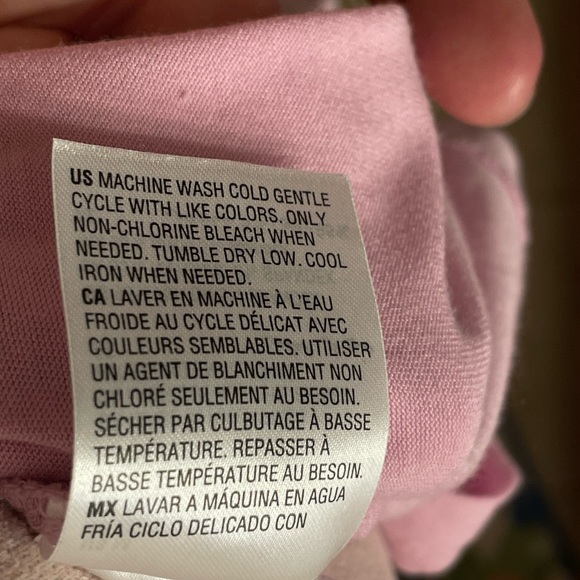 US MACHINE WASH COLD GENTLE
CYCLE WITH LIKE COLORS. ONLY
NON-CHLORINE BLEACH WHEN
NEEDED. TUMBLE DRY LOW. COOL
IRON WHEN NEEDED.
CA LAVER EN MACHINE À L'EAU
FROIDE AU CYCLE DÉLICAT AVEC
COULEURS SEMBLABLES. UTILISER
UN AGENT DE BLANCHIMENT NON
CHLORÉ SEULEMENT AU BESOIN.
SÉCHER PAR CULBUTAGE À BASSE
TEMPÉRATURE. REPASSER À
BASSE TEMPÉRATURE AU BESOIN.
MX LAVAR A MÁQUINA EN AGUA
FRÍA CICLO DELICADO CON